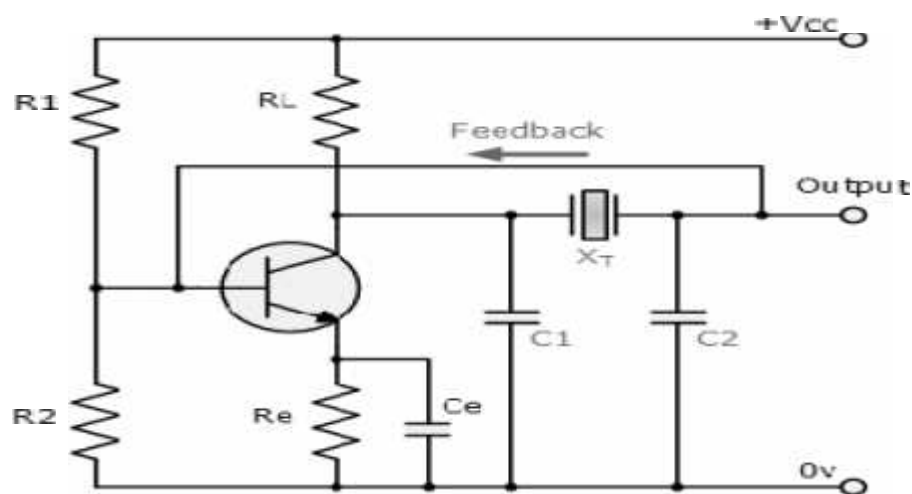 +Vcc
R1
RL
Feedback
Output
XT
C1
C2
R2
Re
Ce
0v